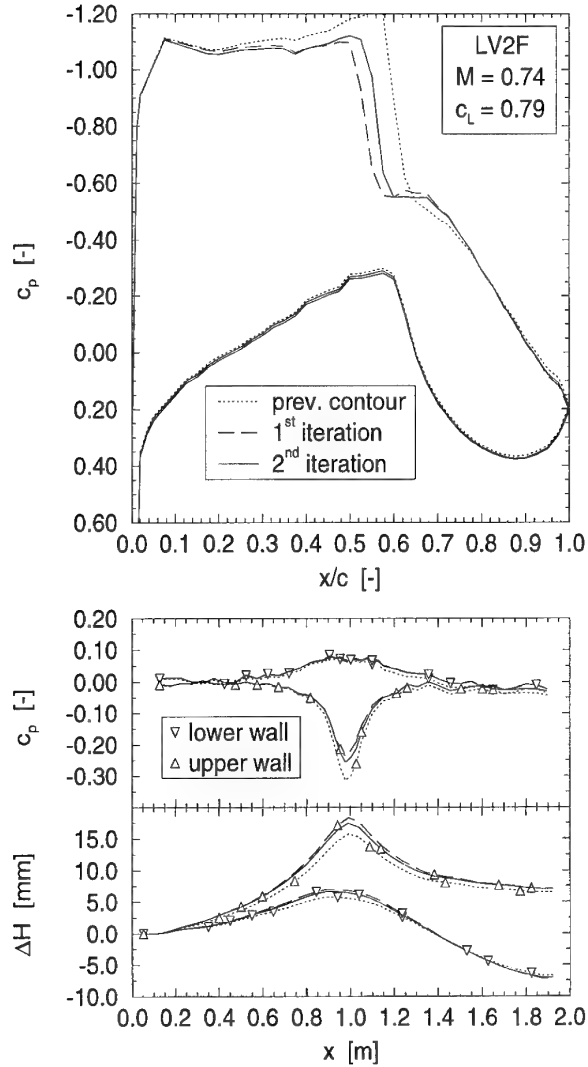 -1.20
-1.00
-0.80
-0.60
-0.40
-0.20
0.00
0.20
0.40
0.60
c_p [-]
LV2F
M = 0.74
c_L = 0.79
prev. contour
1^st iteration
2^nd iteration
0.0 0.1 0.2 0.3 0.4 0.5 0.6 0.7 0.8 0.9 1.0
x/c [-]
0.20
0.10
0.00
-0.10
-0.20
-0.30
c_p [-]
lower wall
upper wall
15.0
10.0
5.0
0.0
-5.0
-10.0
ΔH [mm]
0.0 0.2 0.4 0.6 0.8 1.0 1.2 1.4 1.6 1.8 2.0
x [m]